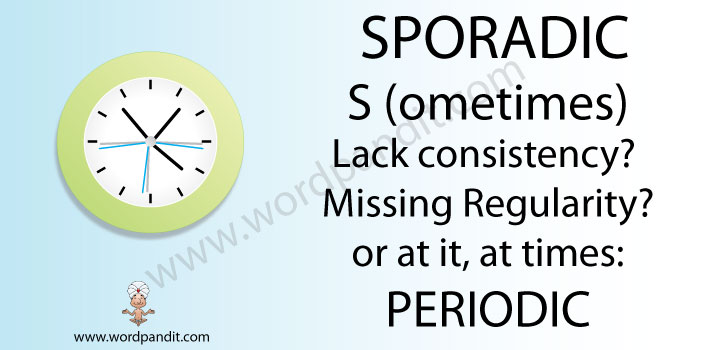 SPORADIC
S (ometimes)
Lack consistency?
Missing Regularity?
or at it, at times:
PERIODIC
www.wordpandit.com
www.wordpandit.com